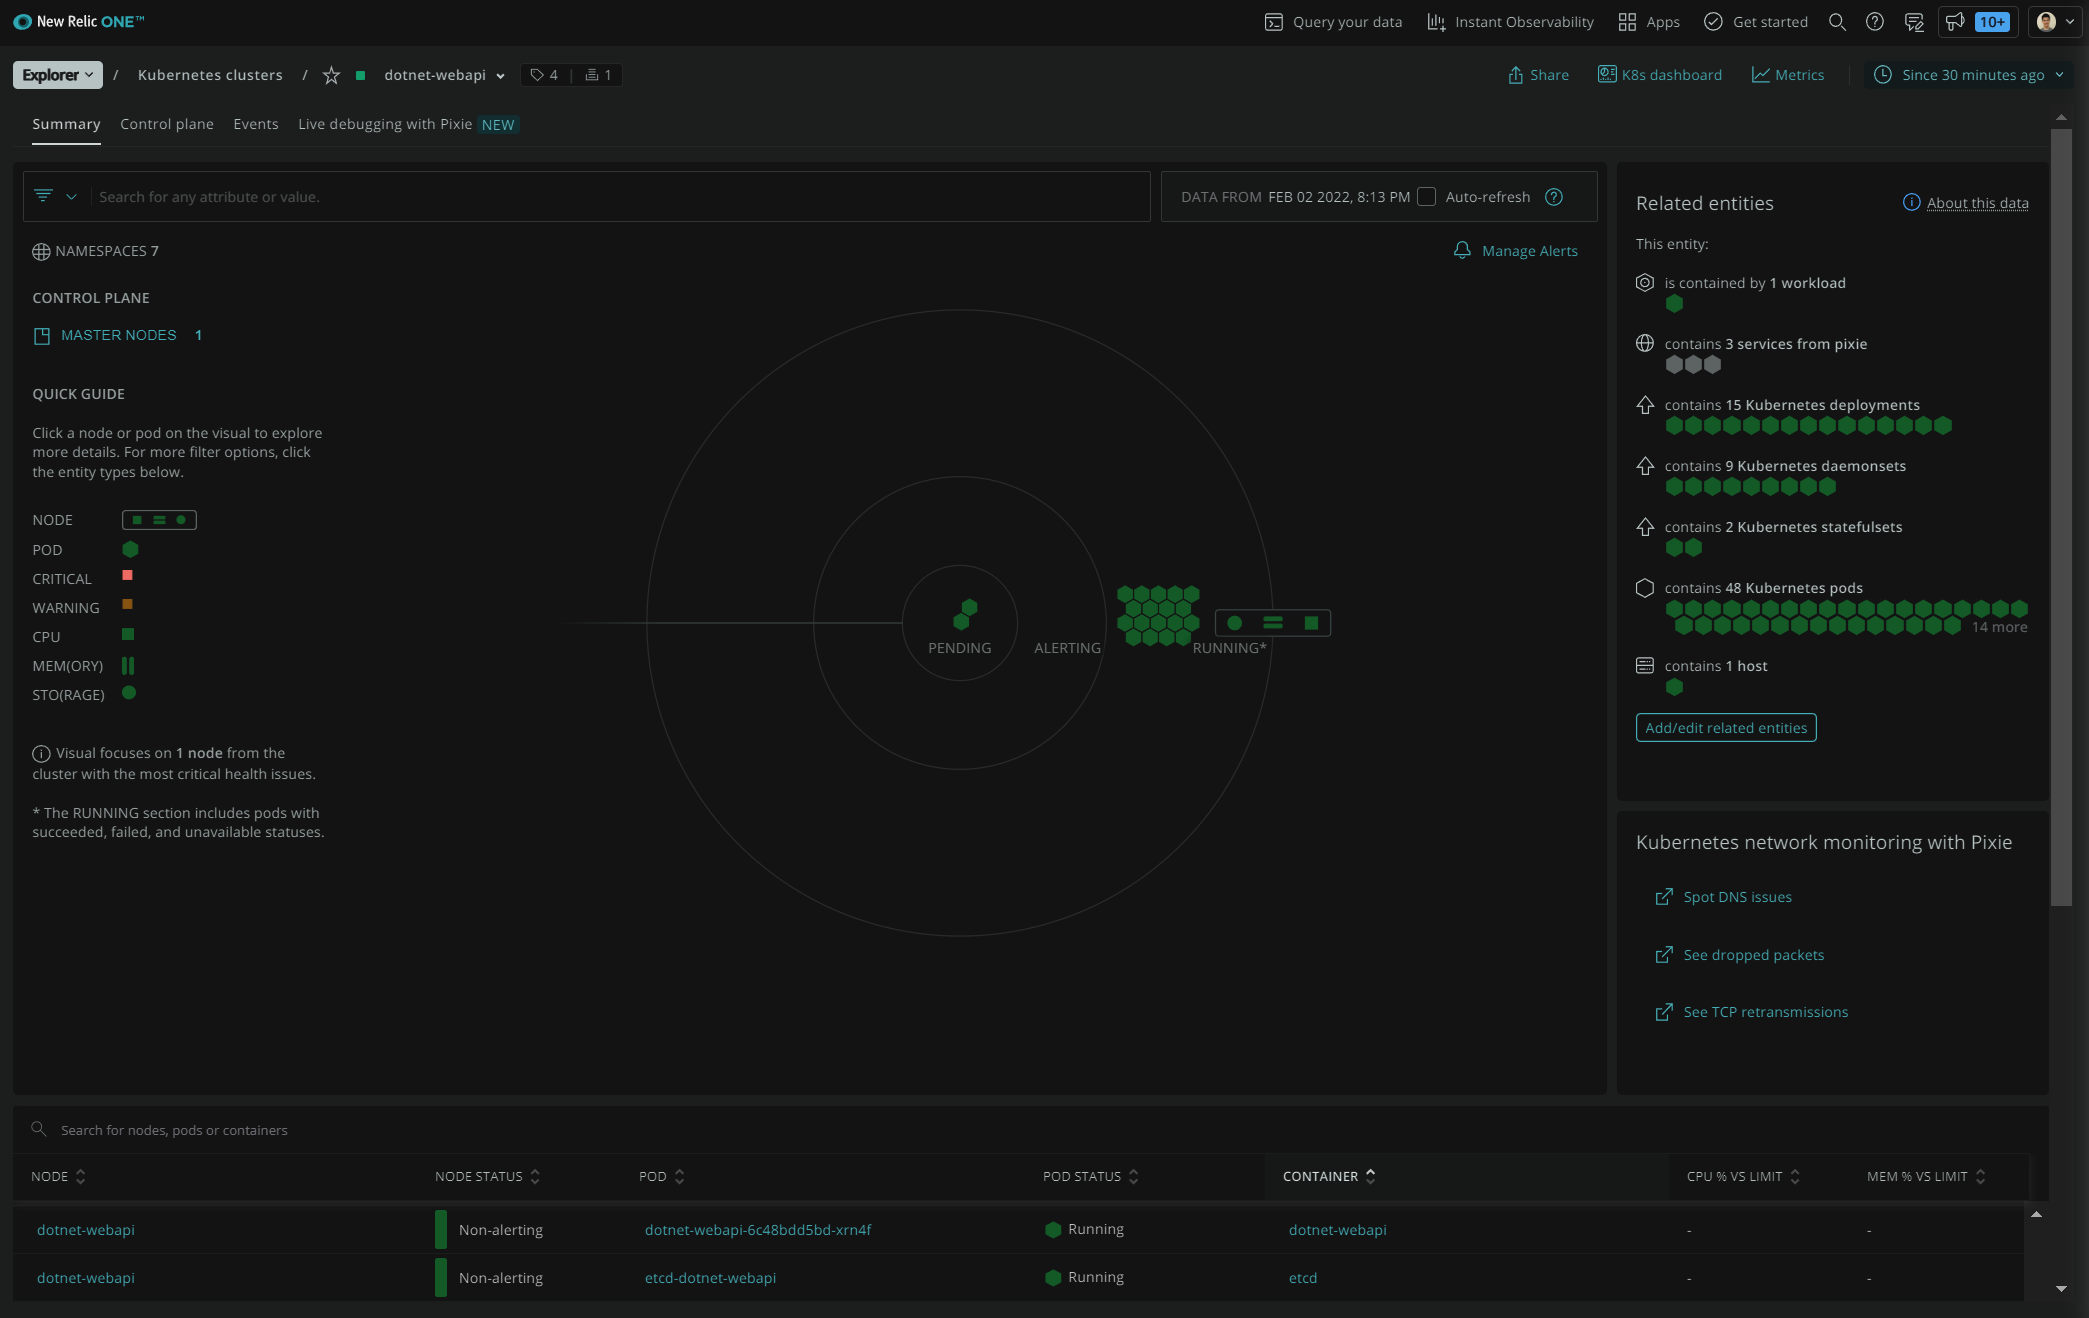 New Relic ONE™
Query your data
Instant Observability
Apps
Get started
10+
Explorer / Kubernetes clusters / dotnet-webapi 4 | 1
Share
K8s dashboard
Metrics
Since 30 minutes ago
Summary
Control plane
Events
Live debugging with Pixie NEW
Search for any attribute or value.
DATA FROM FEB 02 2022, 8:13 PM Auto-refresh
NAMESPACES 7
Manage Alerts
CONTROL PLANE
MASTER NODES 1
QUICK GUIDE
Click a node or pod on the visual to explore
more details. For more filter options, click
the entity types below.
NODE
POD
CRITICAL
WARNING
CPU
MEM(ORY)
STO(RAGE)
Visual focuses on 1 node from the
cluster with the most critical health issues.
* The RUNNING section includes pods with
succeeded, failed, and unavailable statuses.
PENDING
ALERTING
RUNNING*
Related entities
About this data
This entity:
is contained by 1 workload
contains 3 services from pixie
contains 15 Kubernetes deployments
contains 9 Kubernetes daemonsets
contains 2 Kubernetes statefulsets
contains 48 Kubernetes pods
14 more
contains 1 host
Add/edit related entities
Kubernetes network monitoring with Pixie
Spot DNS issues
See dropped packets
See TCP retransmissions
Search for nodes, pods or containers
NODE NODE STATUS POD POD STATUS CONTAINER CPU % VS LIMIT MEM % VS LIMIT
dotnet-webapi Non-alerting dotnet-webapi-6c48bdd5bd-xrn4f Running dotnet-webapi - -
dotnet-webapi Non-alerting etcd-dotnet-webapi Running etcd - -